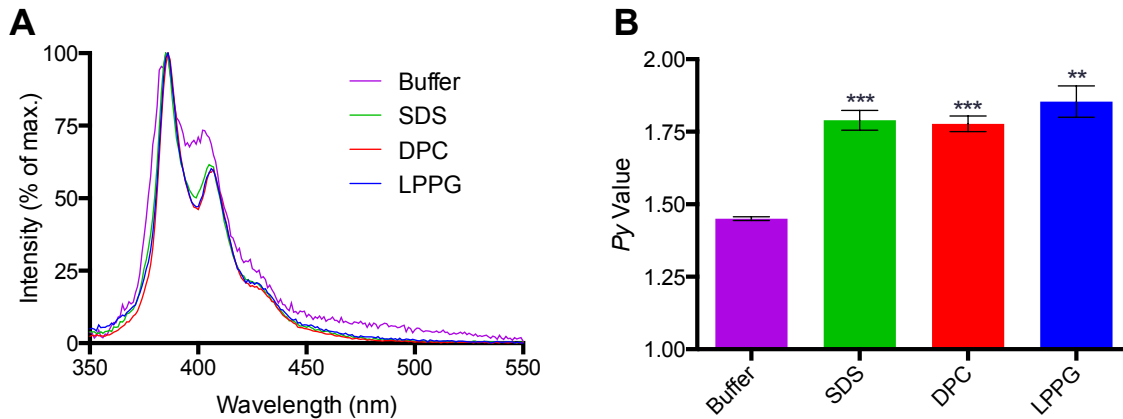 A
Intensity (% of max.)
100
75
50
25
0
350
400
450
500
550
Wavelength (nm)
Buffer
SDS
DPC
LPPG
B
Py Value
2.00
1.75
1.50
1.25
1.00
***
***
**
Buffer
SDS
DPC
LPPG